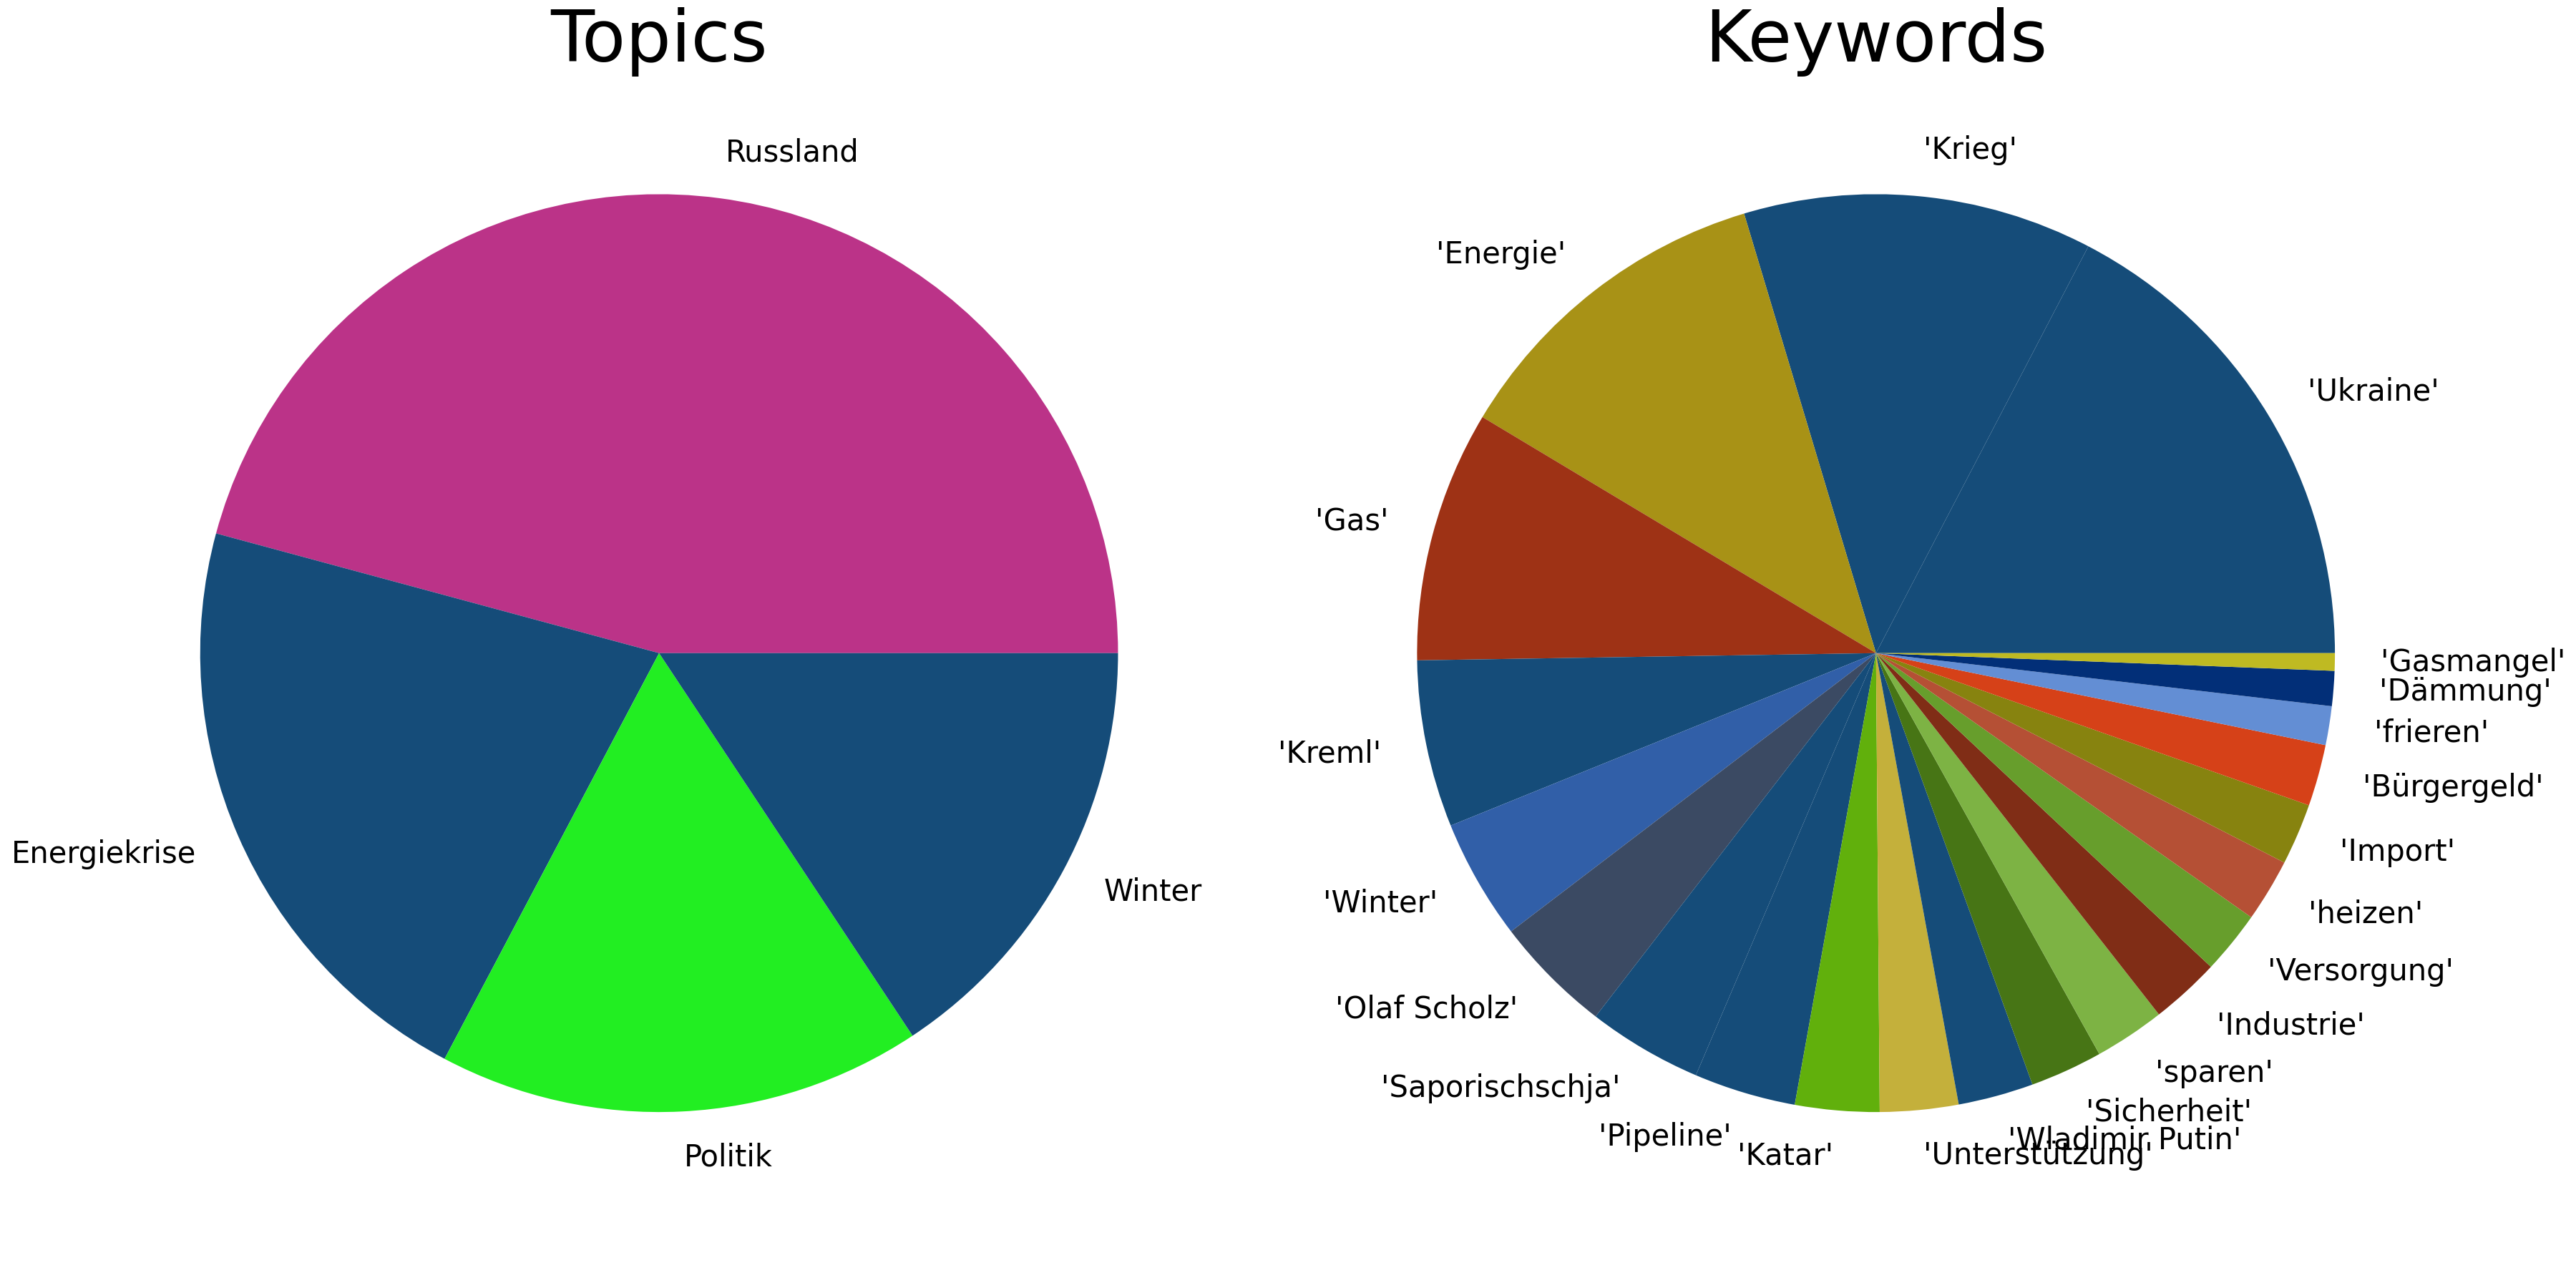 Topics
Russland
Energiekrise
Politik
Winter
Keywords
'Ukraine'
'Krieg'
'Energie'
'Gas'
'Kreml'
'Winter'
'Olaf Scholz'
'Saporischschja'
'Pipeline'
'Katar'
'Unterstützung'
'Wladimir Putin'
'Sicherheit'
'sparen'
'Industrie'
'Versorgung'
'heizen'
'Import'
'Bürgergeld'
'frieren'
'Dämmung'
'Gasmangel'